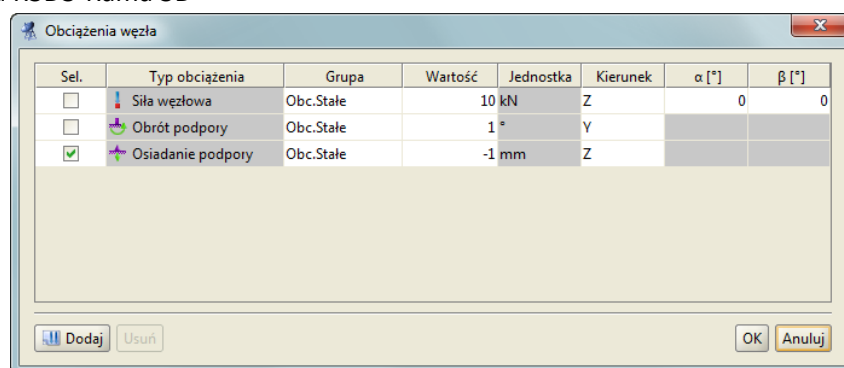 Obciążenia węzła
Sel. Typ obciążenia Grupa Wartość Jednostka Kierunek α [°] β [°]
Siła węzłowa Obc.Stałe 10 kN Z 0 0
Obrót podpory Obc.Stałe 1 ° Y
Osiadanie podpory Obc.Stałe -1 mm Z
Dodaj Usuń OK Anuluj